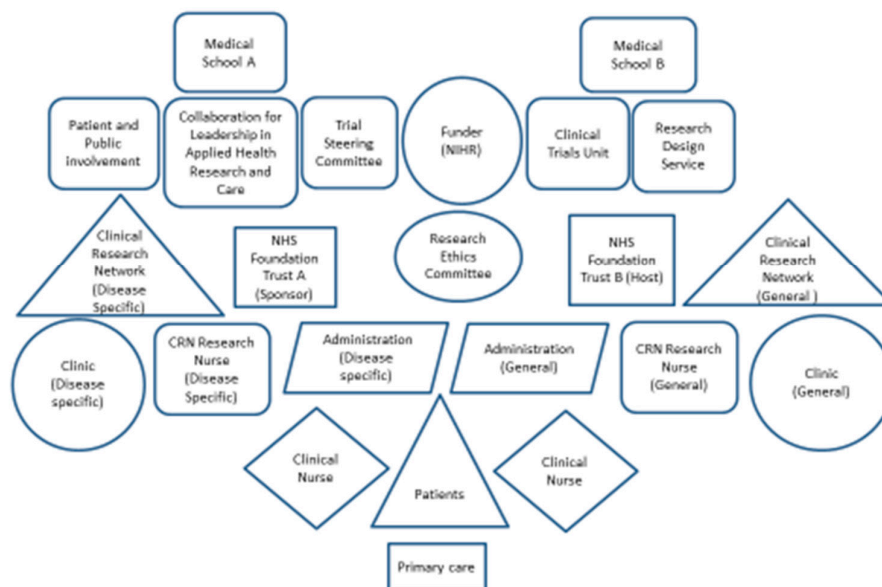 Medical
School A
Medical
School B
Patient and
Public
involvement
Collaboration for
Leadership in
Applied Health
Research and
Care
Trial
Steering
Committee
Funder
(NIHR)
Clinical
Trials Unit
Research
Design
Service
Clinical
Research
Network
(Disease
Specific)
NHS
Foundation
Trust A
(Sponsor)
Research
Ethics
Committee
NHS
Foundation
Trust B (Host)
Clinical
Research
Network
(General )
Clinic
(Disease
specific)
CRN Research
Nurse
(Disease
Specific)
Administration
(Disease
specific)
Administration
(General)
CRN Research
Nurse
(General)
Clinic
(General)
Clinical
Nurse
Patients
Clinical
Nurse
Primary care